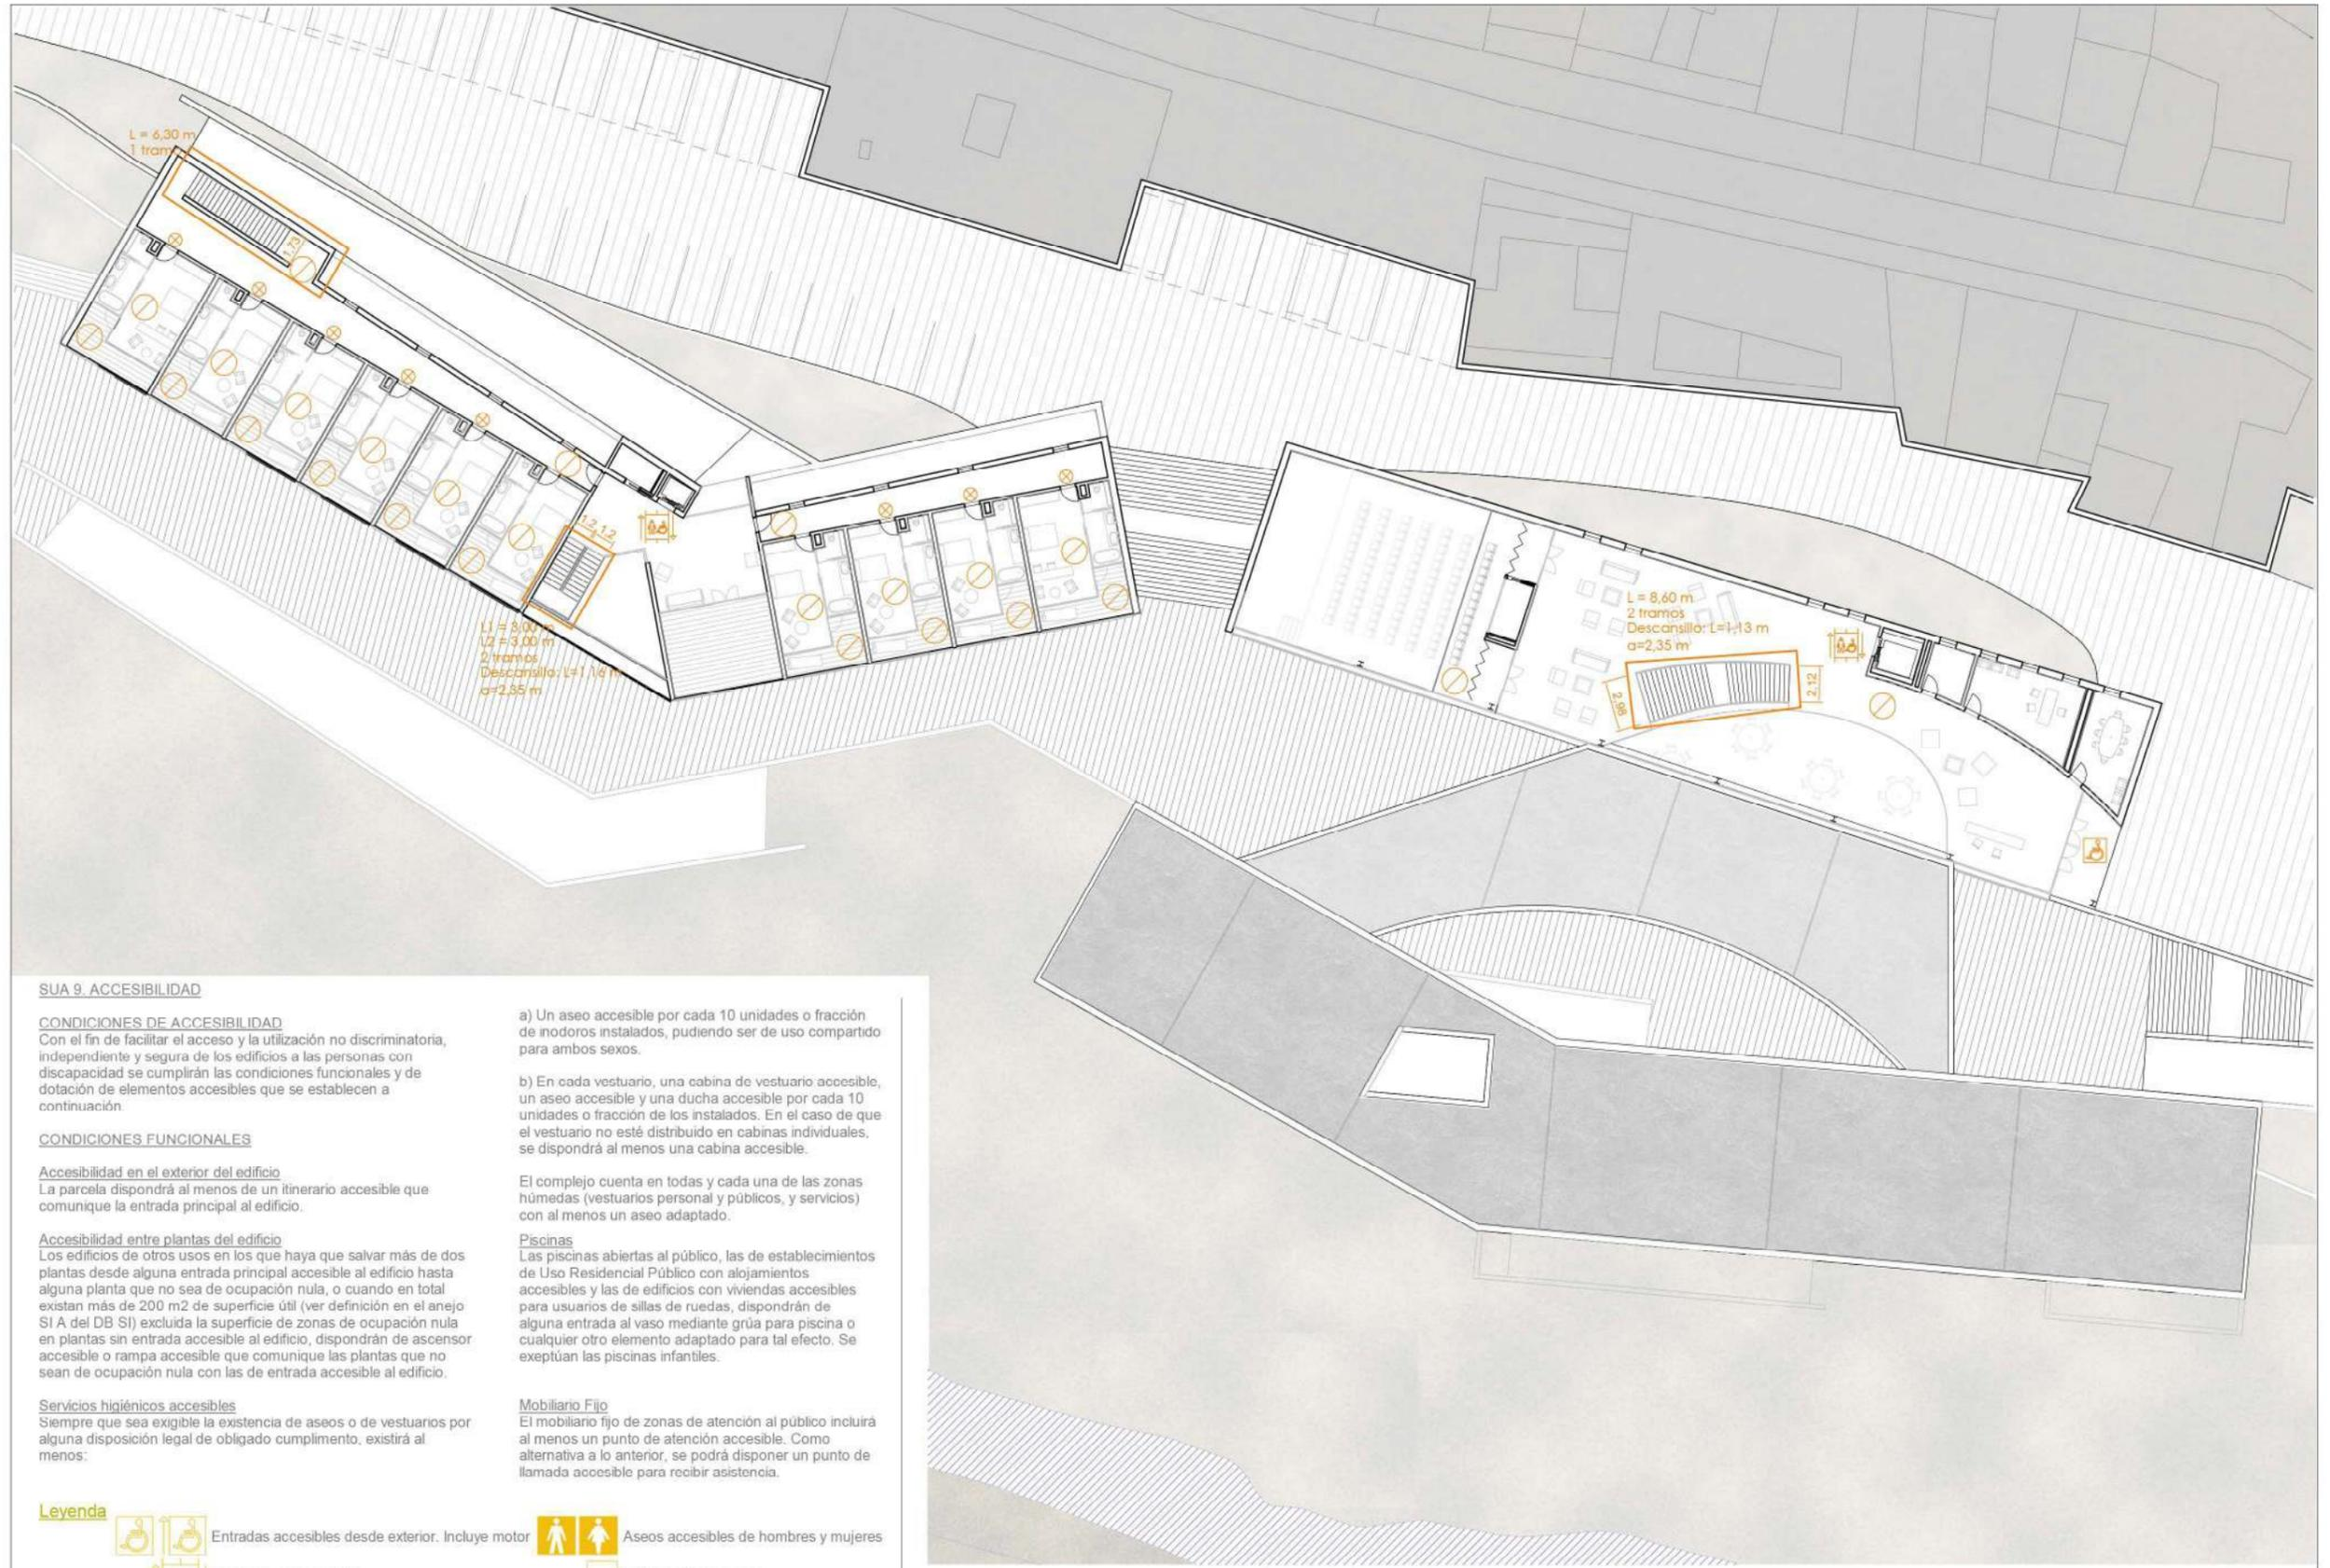 L = 6,30 m
1 tramo
1,73
1,2 1,2
L1 = 3,00 m
L2 = 3,00 m
2 tramos
Descansillo: L=1,16 m
a=2,35 m
L = 8,60 m
2 tramos
Descansillo: L=1,13 m
a=2,35 m
2,98
2,12
SUA 9. ACCESIBILIDAD
CONDICIONES DE ACCESIBILIDAD
Con el fin de facilitar el acceso y la utilización no discriminatoria,
independiente y segura de los edificios a las personas con
discapacidad se cumplirán las condiciones funcionales y de
dotación de elementos accesibles que se establecen a
continuación.
CONDICIONES FUNCIONALES
Accesibilidad en el exterior del edificio
La parcela dispondrá al menos de un itinerario accesible que
comunique la entrada principal al edificio.
Accesibilidad entre plantas del edificio
Los edificios de otros usos en los que haya que salvar más de dos
plantas desde alguna entrada principal accesible al edificio hasta
alguna planta que no sea de ocupación nula, o cuando en total
existan más de 200 m2 de superficie útil (ver definición en el anejo
SI A del DB SI) excluida la superficie de zonas de ocupación nula
en plantas sin entrada accesible al edificio, dispondrán de ascensor
accesible o rampa accesible que comunique las plantas que no
sean de ocupación nula con las de entrada accesible al edificio.
Servicios higiénicos accesibles
Siempre que sea exigible la existencia de aseos o de vestuarios por
alguna disposición legal de obligado cumplimento, existirá al
menos:
a) Un aseo accesible por cada 10 unidades o fracción
de inodoros instalados, pudiendo ser de uso compartido
para ambos sexos.
b) En cada vestuario, una cabina de vestuario accesible,
un aseo accesible y una ducha accesible por cada 10
unidades o fracción de los instalados. En el caso de que
el vestuario no esté distribuido en cabinas individuales,
se dispondrá al menos una cabina accesible.
El complejo cuenta en todas y cada una de las zonas
húmedas (vestuarios personal y públicos, y servicios)
con al menos un aseo adaptado.
Piscinas
Las piscinas abiertas al público, las de establecimientos
de Uso Residencial Público con alojamientos
accesibles y las de edificios con viviendas accesibles
para usuarios de sillas de ruedas, dispondrán de
alguna entrada al vaso mediante grúa para piscina o
cualquier otro elemento adaptado para tal efecto. Se
exeptúan las piscinas infantiles.
Mobiliario Fijo
El mobiliario fijo de zonas de atención al público incluirá
al menos un punto de atención accesible. Como
alternativa a lo anterior, se podrá disponer un punto de
llamada accesible para recibir asistencia.
Leyenda
Entradas accesibles desde exterior. Incluye motor
Aseos accesibles de hombres y mujeres